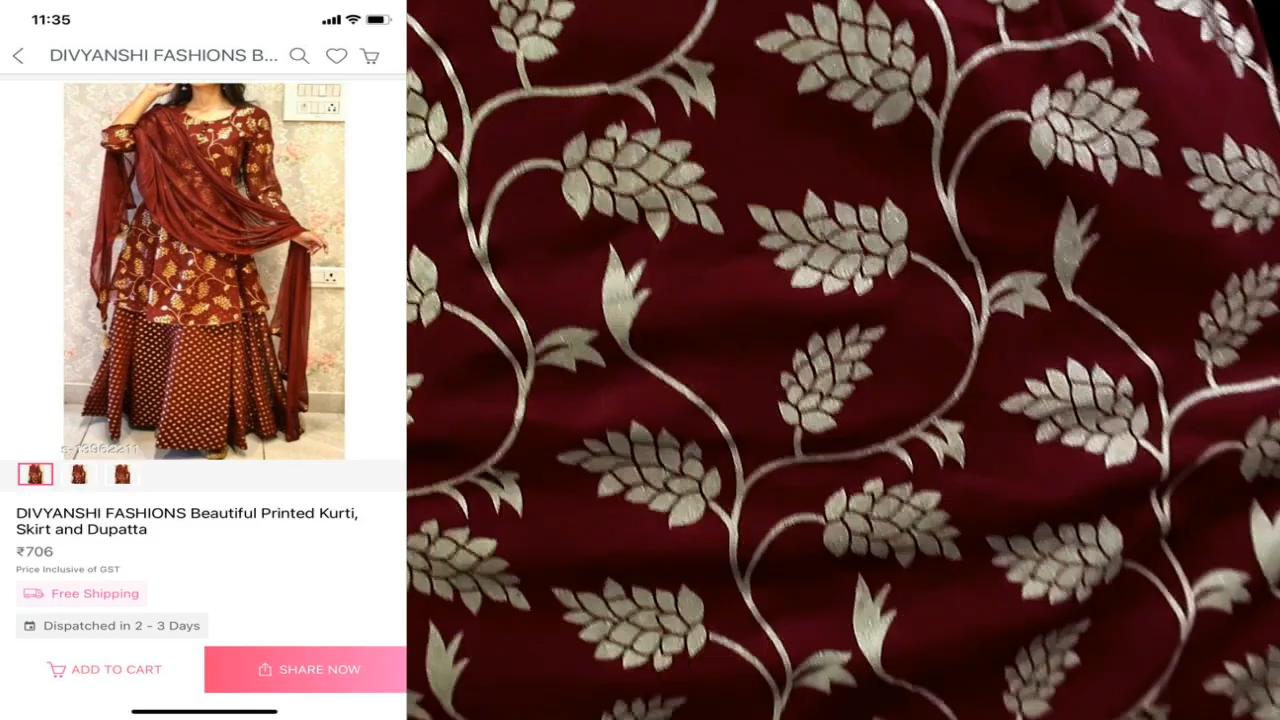 11:35
DIVYANSHI FASHIONS B...
s-13962211
DIVYANSHI FASHIONS Beautiful Printed Kurti,
Skirt and Dupatta
₹706
Price Inclusive of GST
Free Shipping
Dispatched in 2 - 3 Days
ADD TO CART
SHARE NOW